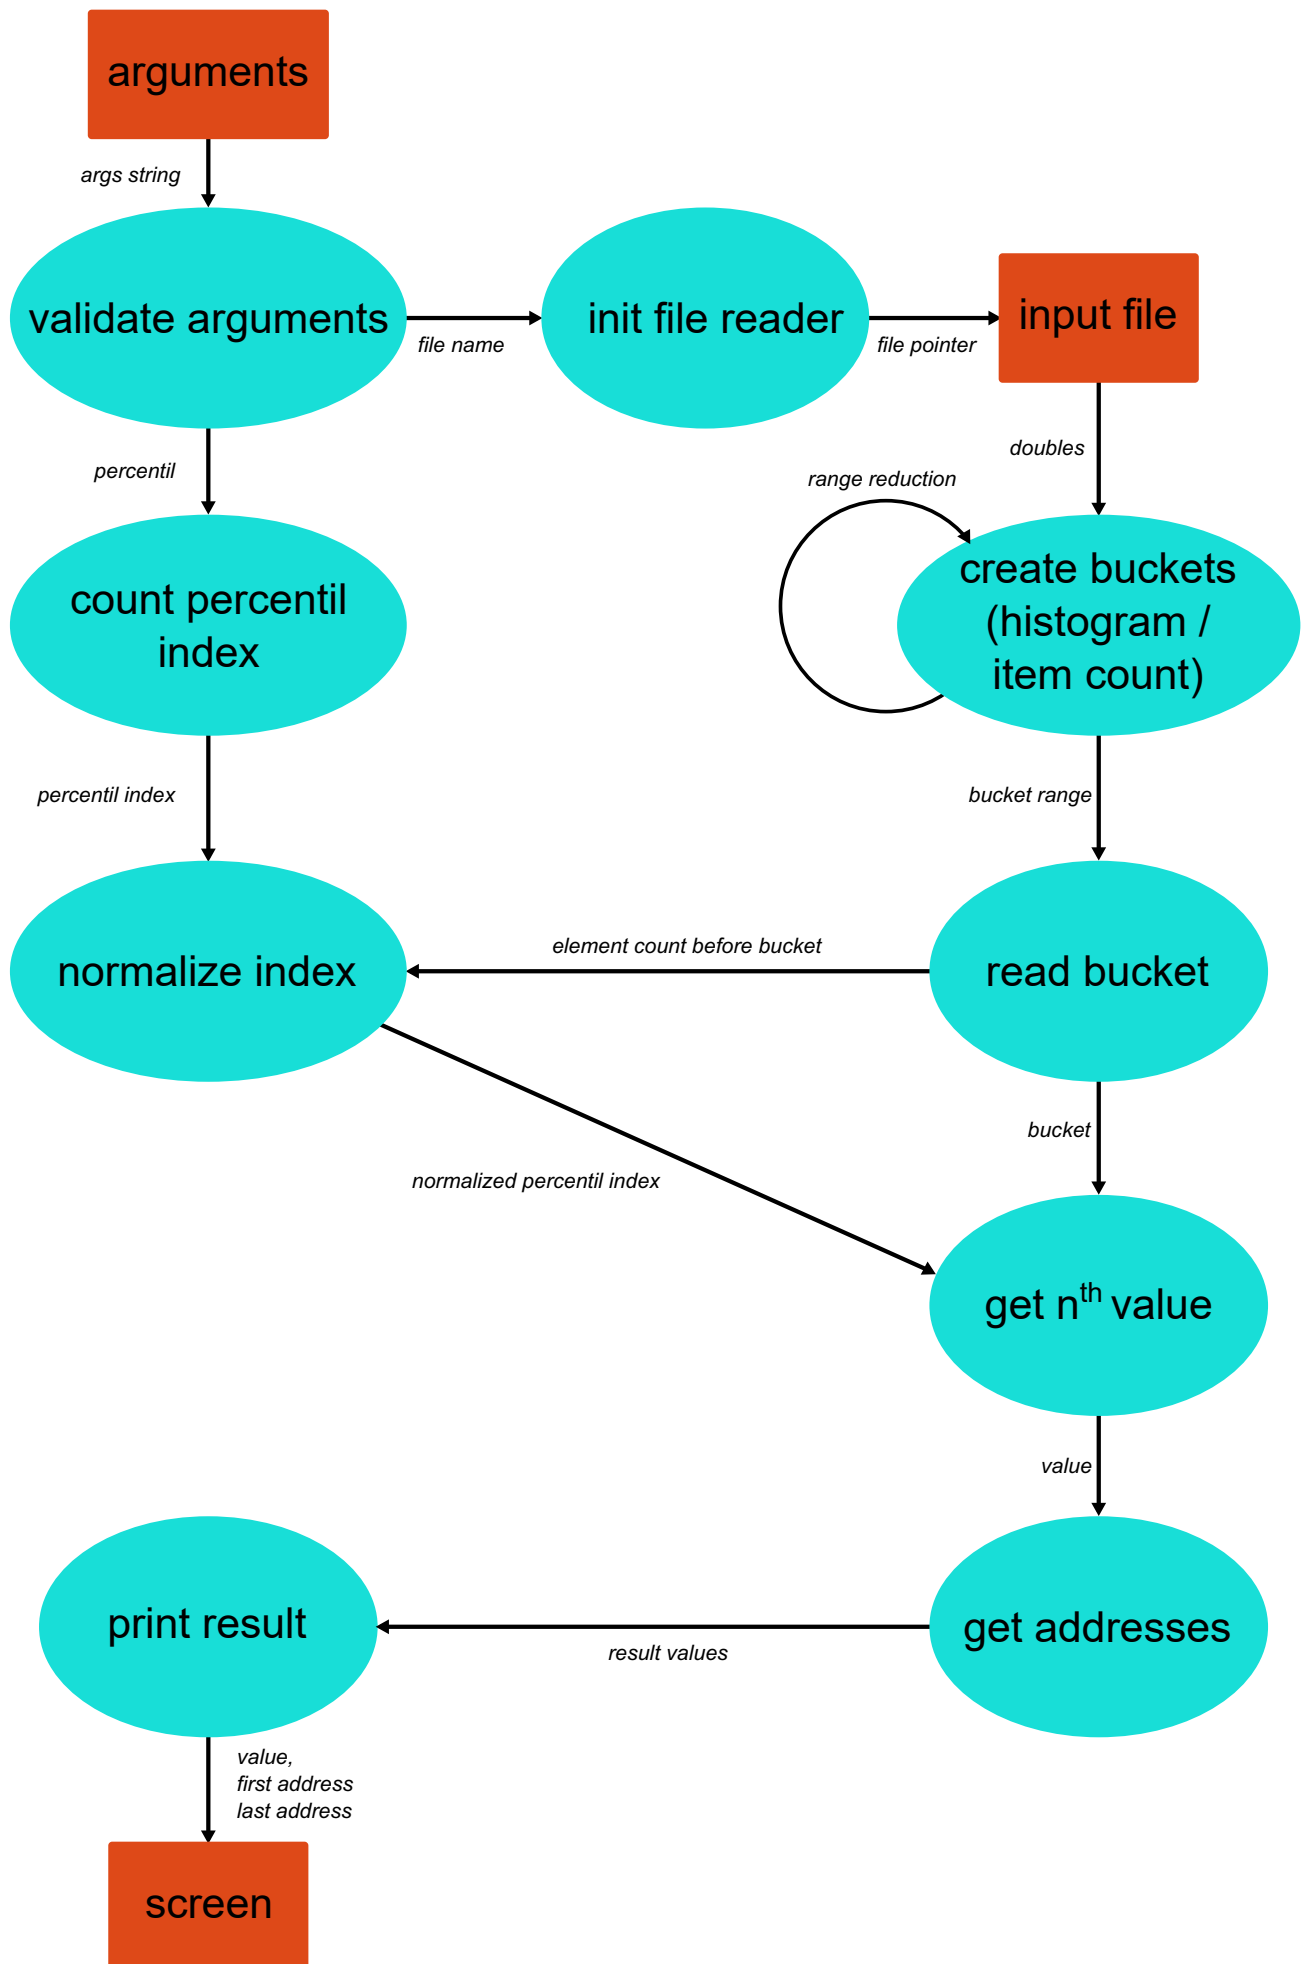 arguments
args string
validate arguments
file name
init file reader
file pointer
input file
percentil
doubles
range reduction
count percentil
index
create buckets
(histogram /
item count)
percentil index
bucket range
normalize index
element count before bucket
read bucket
bucket
normalized percentil index
get nth value
value
print result
result values
get addresses
value,
first address
last address
screen